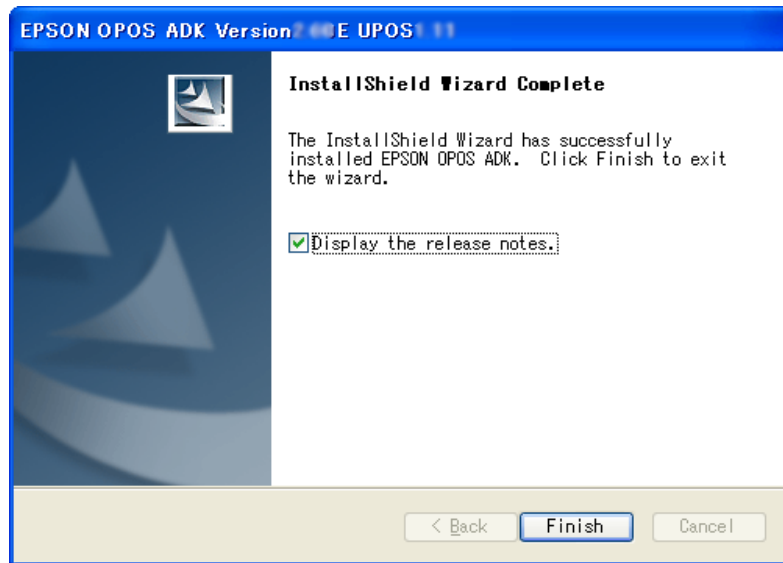 EPSON OPOS ADK Version E UPOS
InstallShield Wizard Complete
The InstallShield Wizard has successfully
installed EPSON OPOS ADK. Click Finish to exit
the wizard.
Display the release notes.
< Back
Finish
Cancel